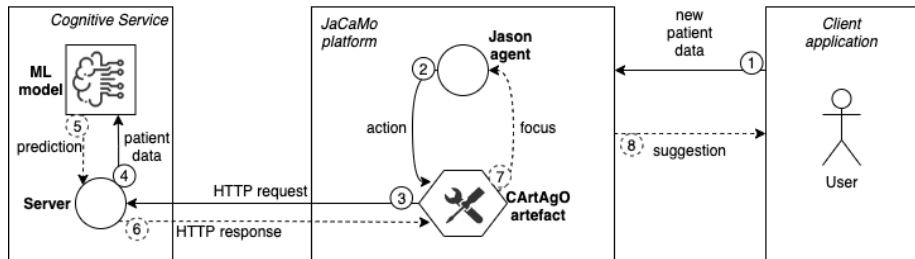 Cognitive Service
ML
model
5
prediction
patient
data
4
Server
6
HTTP request
HTTP response
JaCaMo
platform
Jason
agent
2
action
focus
3
7
CArtAgO
artefact
new
patient
data
1
8
suggestion
Client
application
User